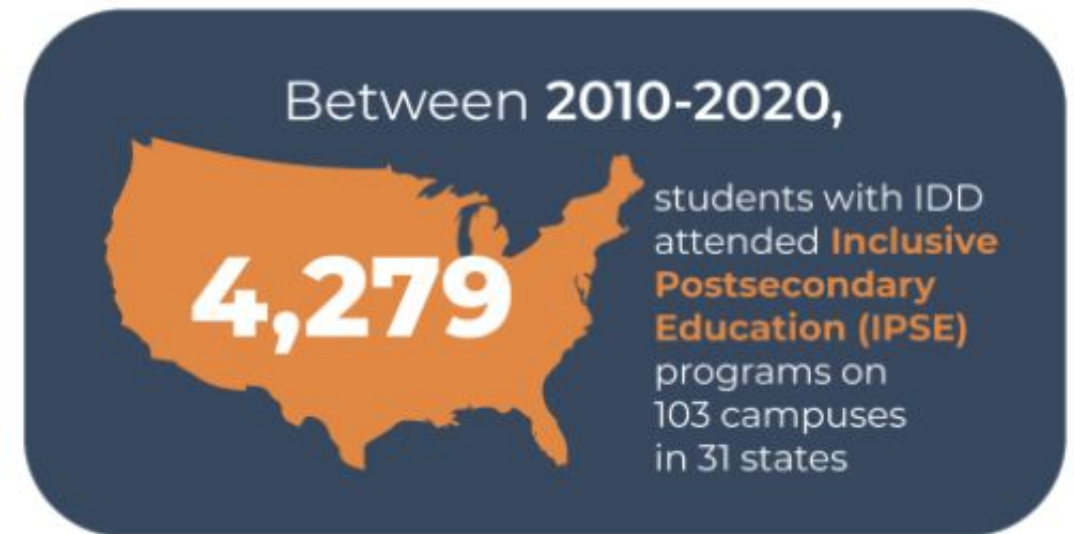 Between 2010-2020,
4,279
students with IDD
attended Inclusive
Postsecondary
Education (IPSE)
programs on
103 campuses
in 31 states